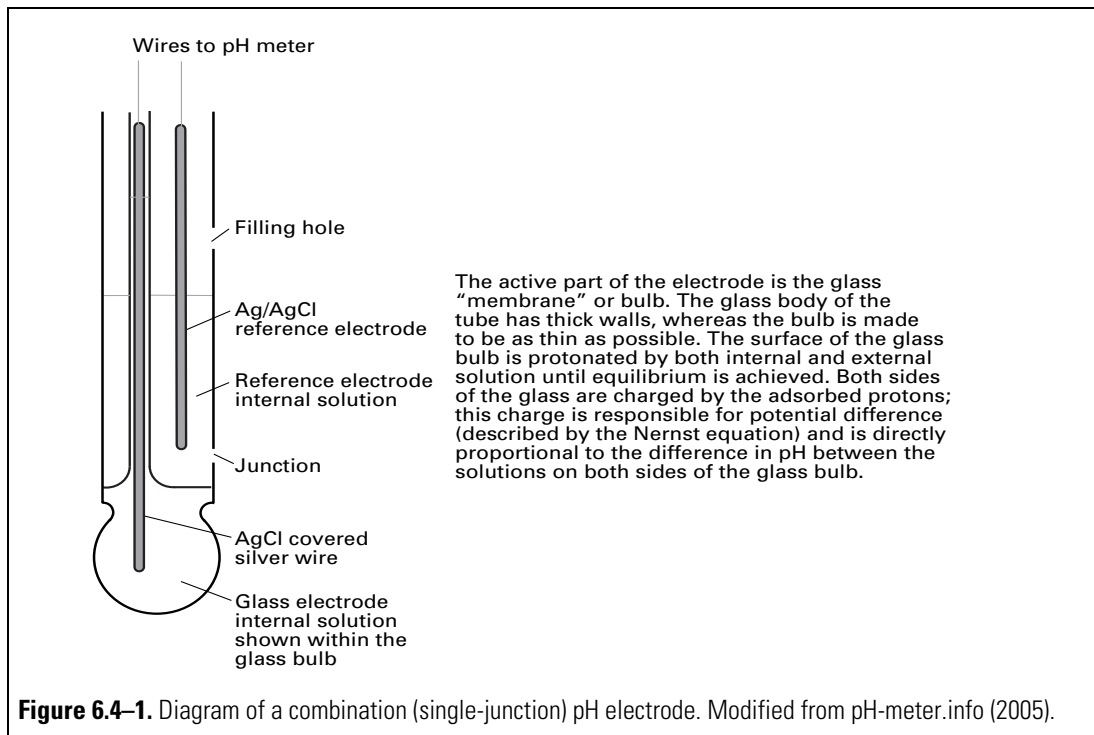 Wires to pH meter
Filling hole
Ag/AgCl
reference electrode
Reference electrode
internal solution
Junction
AgCl covered
silver wire
Glass electrode
internal solution
shown within the
glass bulb
The active part of the electrode is the glass
“membrane” or bulb. The glass body of the
tube has thick walls, whereas the bulb is made
to be as thin as possible. The surface of the glass
bulb is protonated by both internal and external
solution until equilibrium is achieved. Both sides
of the glass are charged by the adsorbed protons;
this charge is responsible for potential difference
(described by the Nernst equation) and is directly
proportional to the difference in pH between the
solutions on both sides of the glass bulb.
Figure 6.4–1. Diagram of a combination (single-junction) pH electrode. Modified from pH-meter.info (2005).